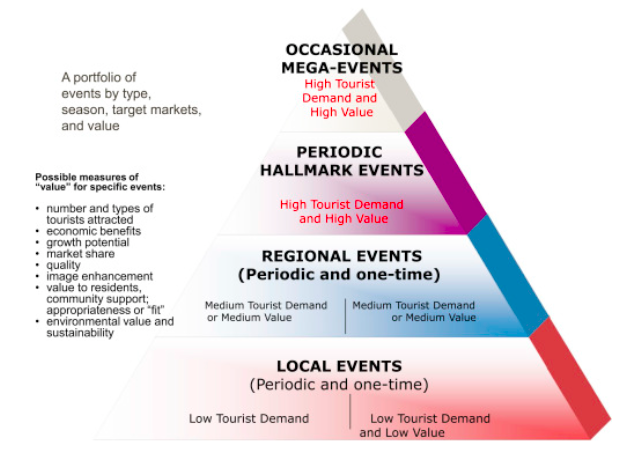 OCCASIONAL
MEGA-EVENTS
High Tourist
Demand and
High Value
A portfolio of
events by type,
season, target markets,
and value
PERIODIC
HALLMARK EVENTS
High Tourist Demand
and High Value
Possible measures of
“value” for specific events:
• number and types of
tourists attracted
• economic benefits
• growth potential
• market share
• quality
• image enhancement
• value to residents,
community support;
appropriateness or “fit”
• environmental value and
sustainability
REGIONAL EVENTS
(Periodic and one-time)
Medium Tourist Demand
or Medium Value
Medium Tourist Demand
or Medium Value
LOCAL EVENTS
(Periodic and one-time)
Low Tourist Demand
Low Tourist Demand
and Low Value